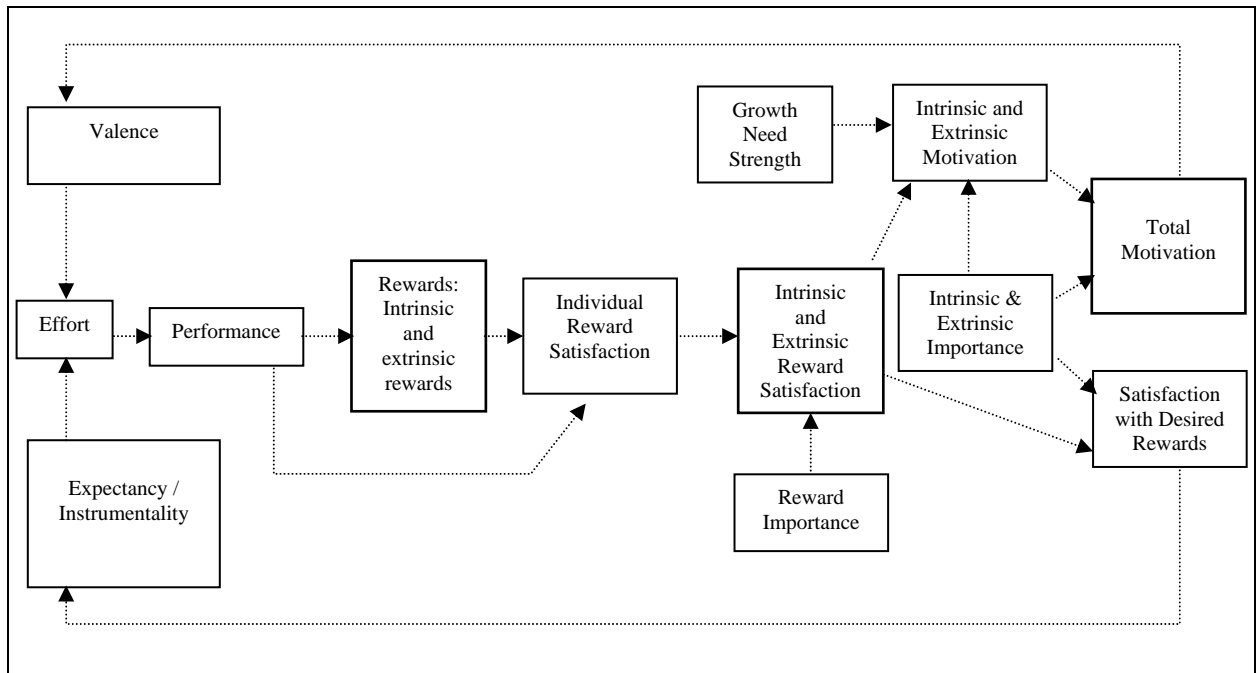 Valence
Growth
Need
Strength
Intrinsic and
Extrinsic
Motivation
Total
Motivation
Effort
Performance
Rewards:
Intrinsic
and
extrinsic
rewards
Individual
Reward
Satisfaction
Intrinsic
and
Extrinsic
Reward
Satisfaction
Intrinsic &
Extrinsic
Importance
Satisfaction
with Desired
Rewards
Expectancy /
Instrumentality
Reward
Importance